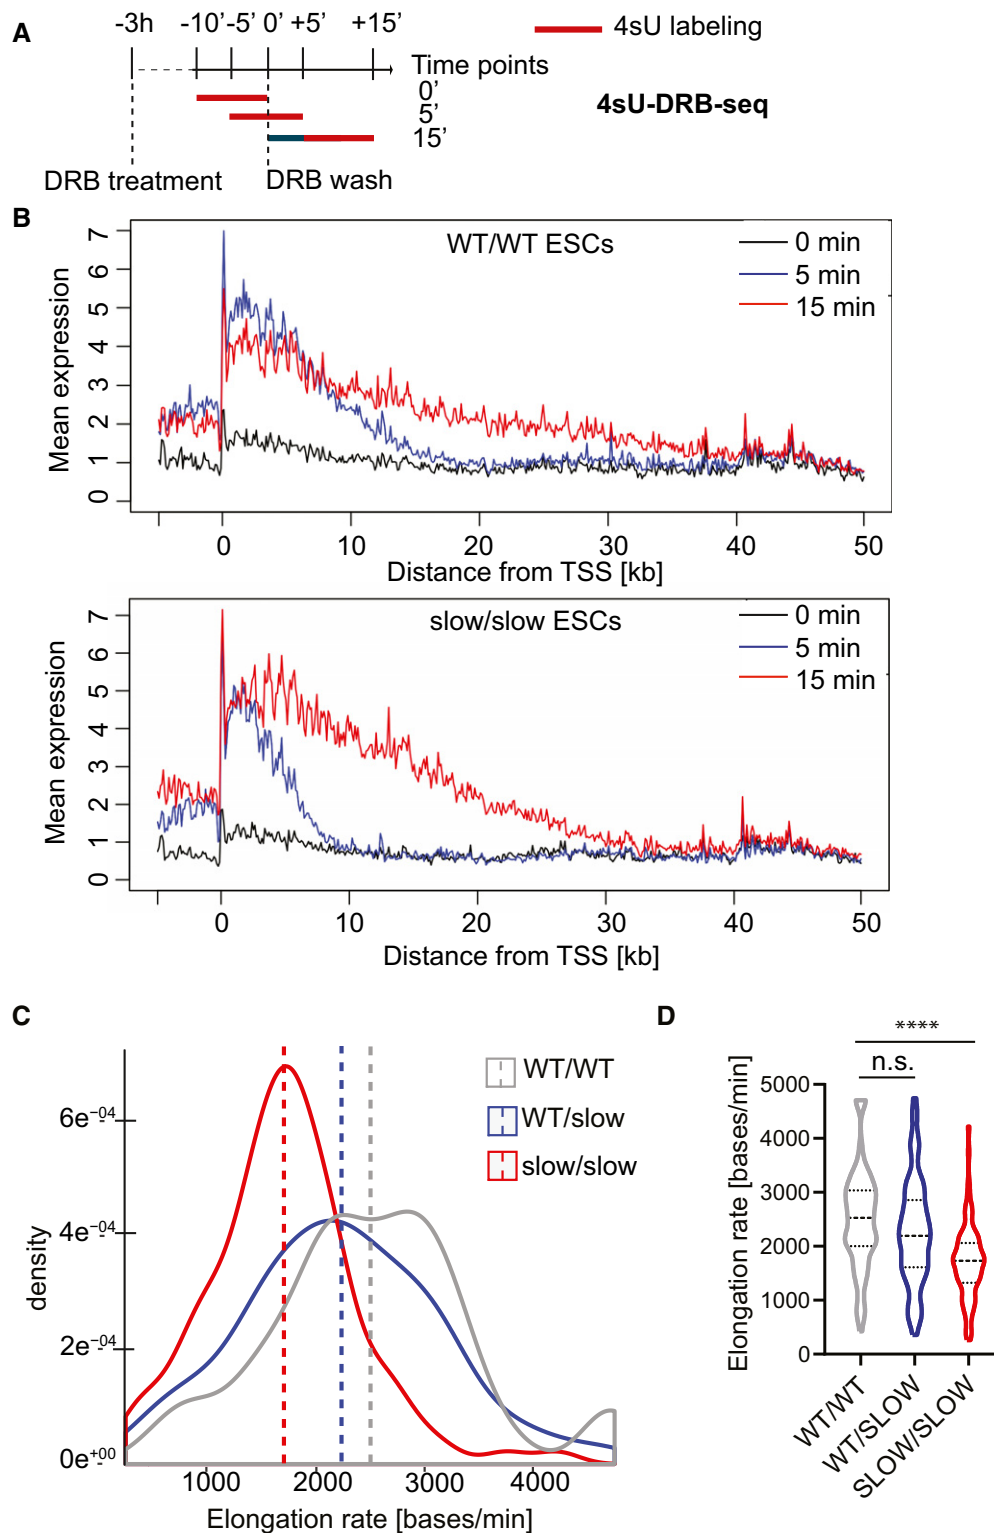 A
-3h -10' -5' 0' +5' +15'
4sU labeling
Time points
0'
5'
15'
4sU-DRB-seq
DRB treatment
DRB wash
B
WT/WT ESCs
0 min
5 min
15 min
Mean expression
7
6
5
4
3
2
1
0
0 10 20 30 40 50
Distance from TSS [kb]
slow/slow ESCs
0 min
5 min
15 min
Mean expression
7
6
5
4
3
2
1
0
0 10 20 30 40 50
Distance from TSS [kb]
C
WT/WT
WT/slow
slow/slow
density
6e-04
4e-04
2e-04
0e+00
1000 2000 3000 4000
Elongation rate [bases/min]
D
****
n.s.
Elongation rate [bases/min]
5000
4000
3000
2000
1000
0
WT/WT
WT/SLOW
SLOW/SLOW